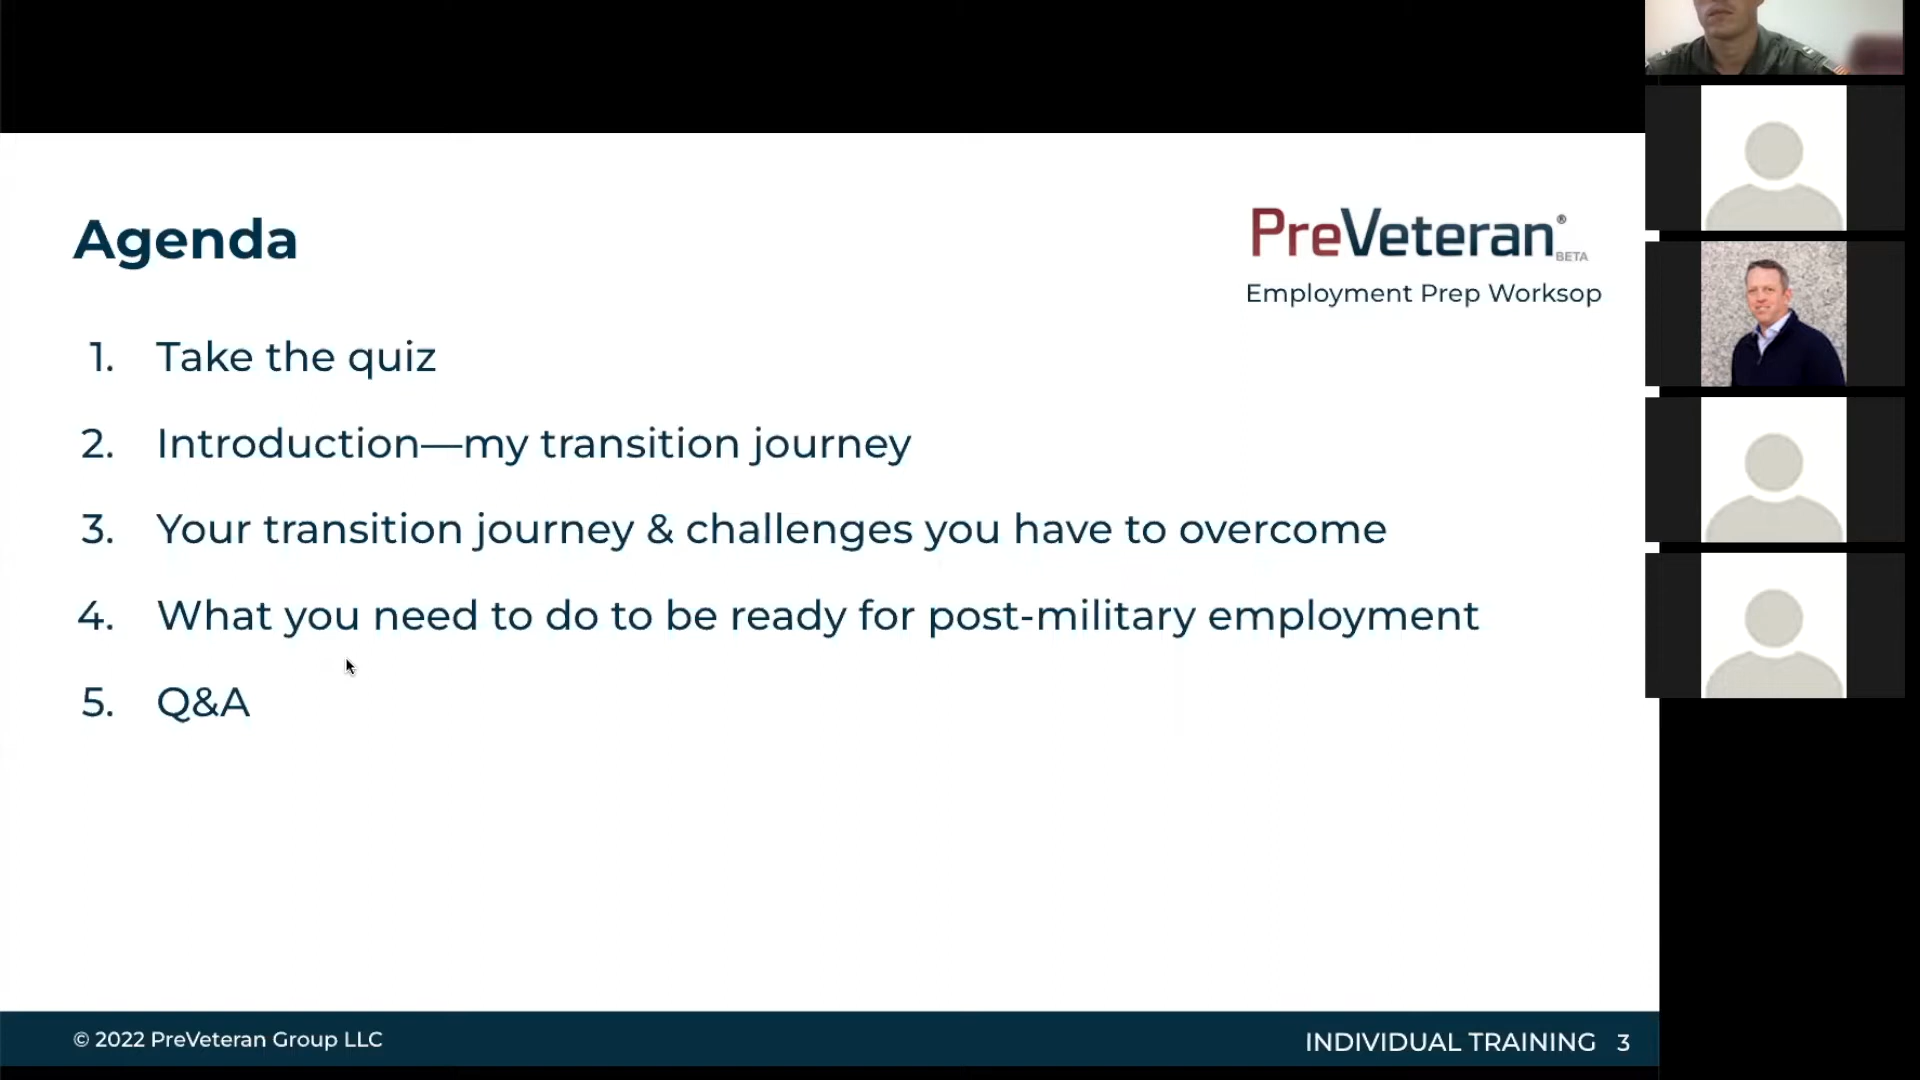 Agenda
PreVeteran®
BETA
Employment Prep Worksop
1. Take the quiz
2. Introduction—my transition journey
3. Your transition journey & challenges you have to overcome
4. What you need to do to be ready for post-military employment
5. Q&A
© 2022 PreVeteran Group LLC
INDIVIDUAL TRAINING 3